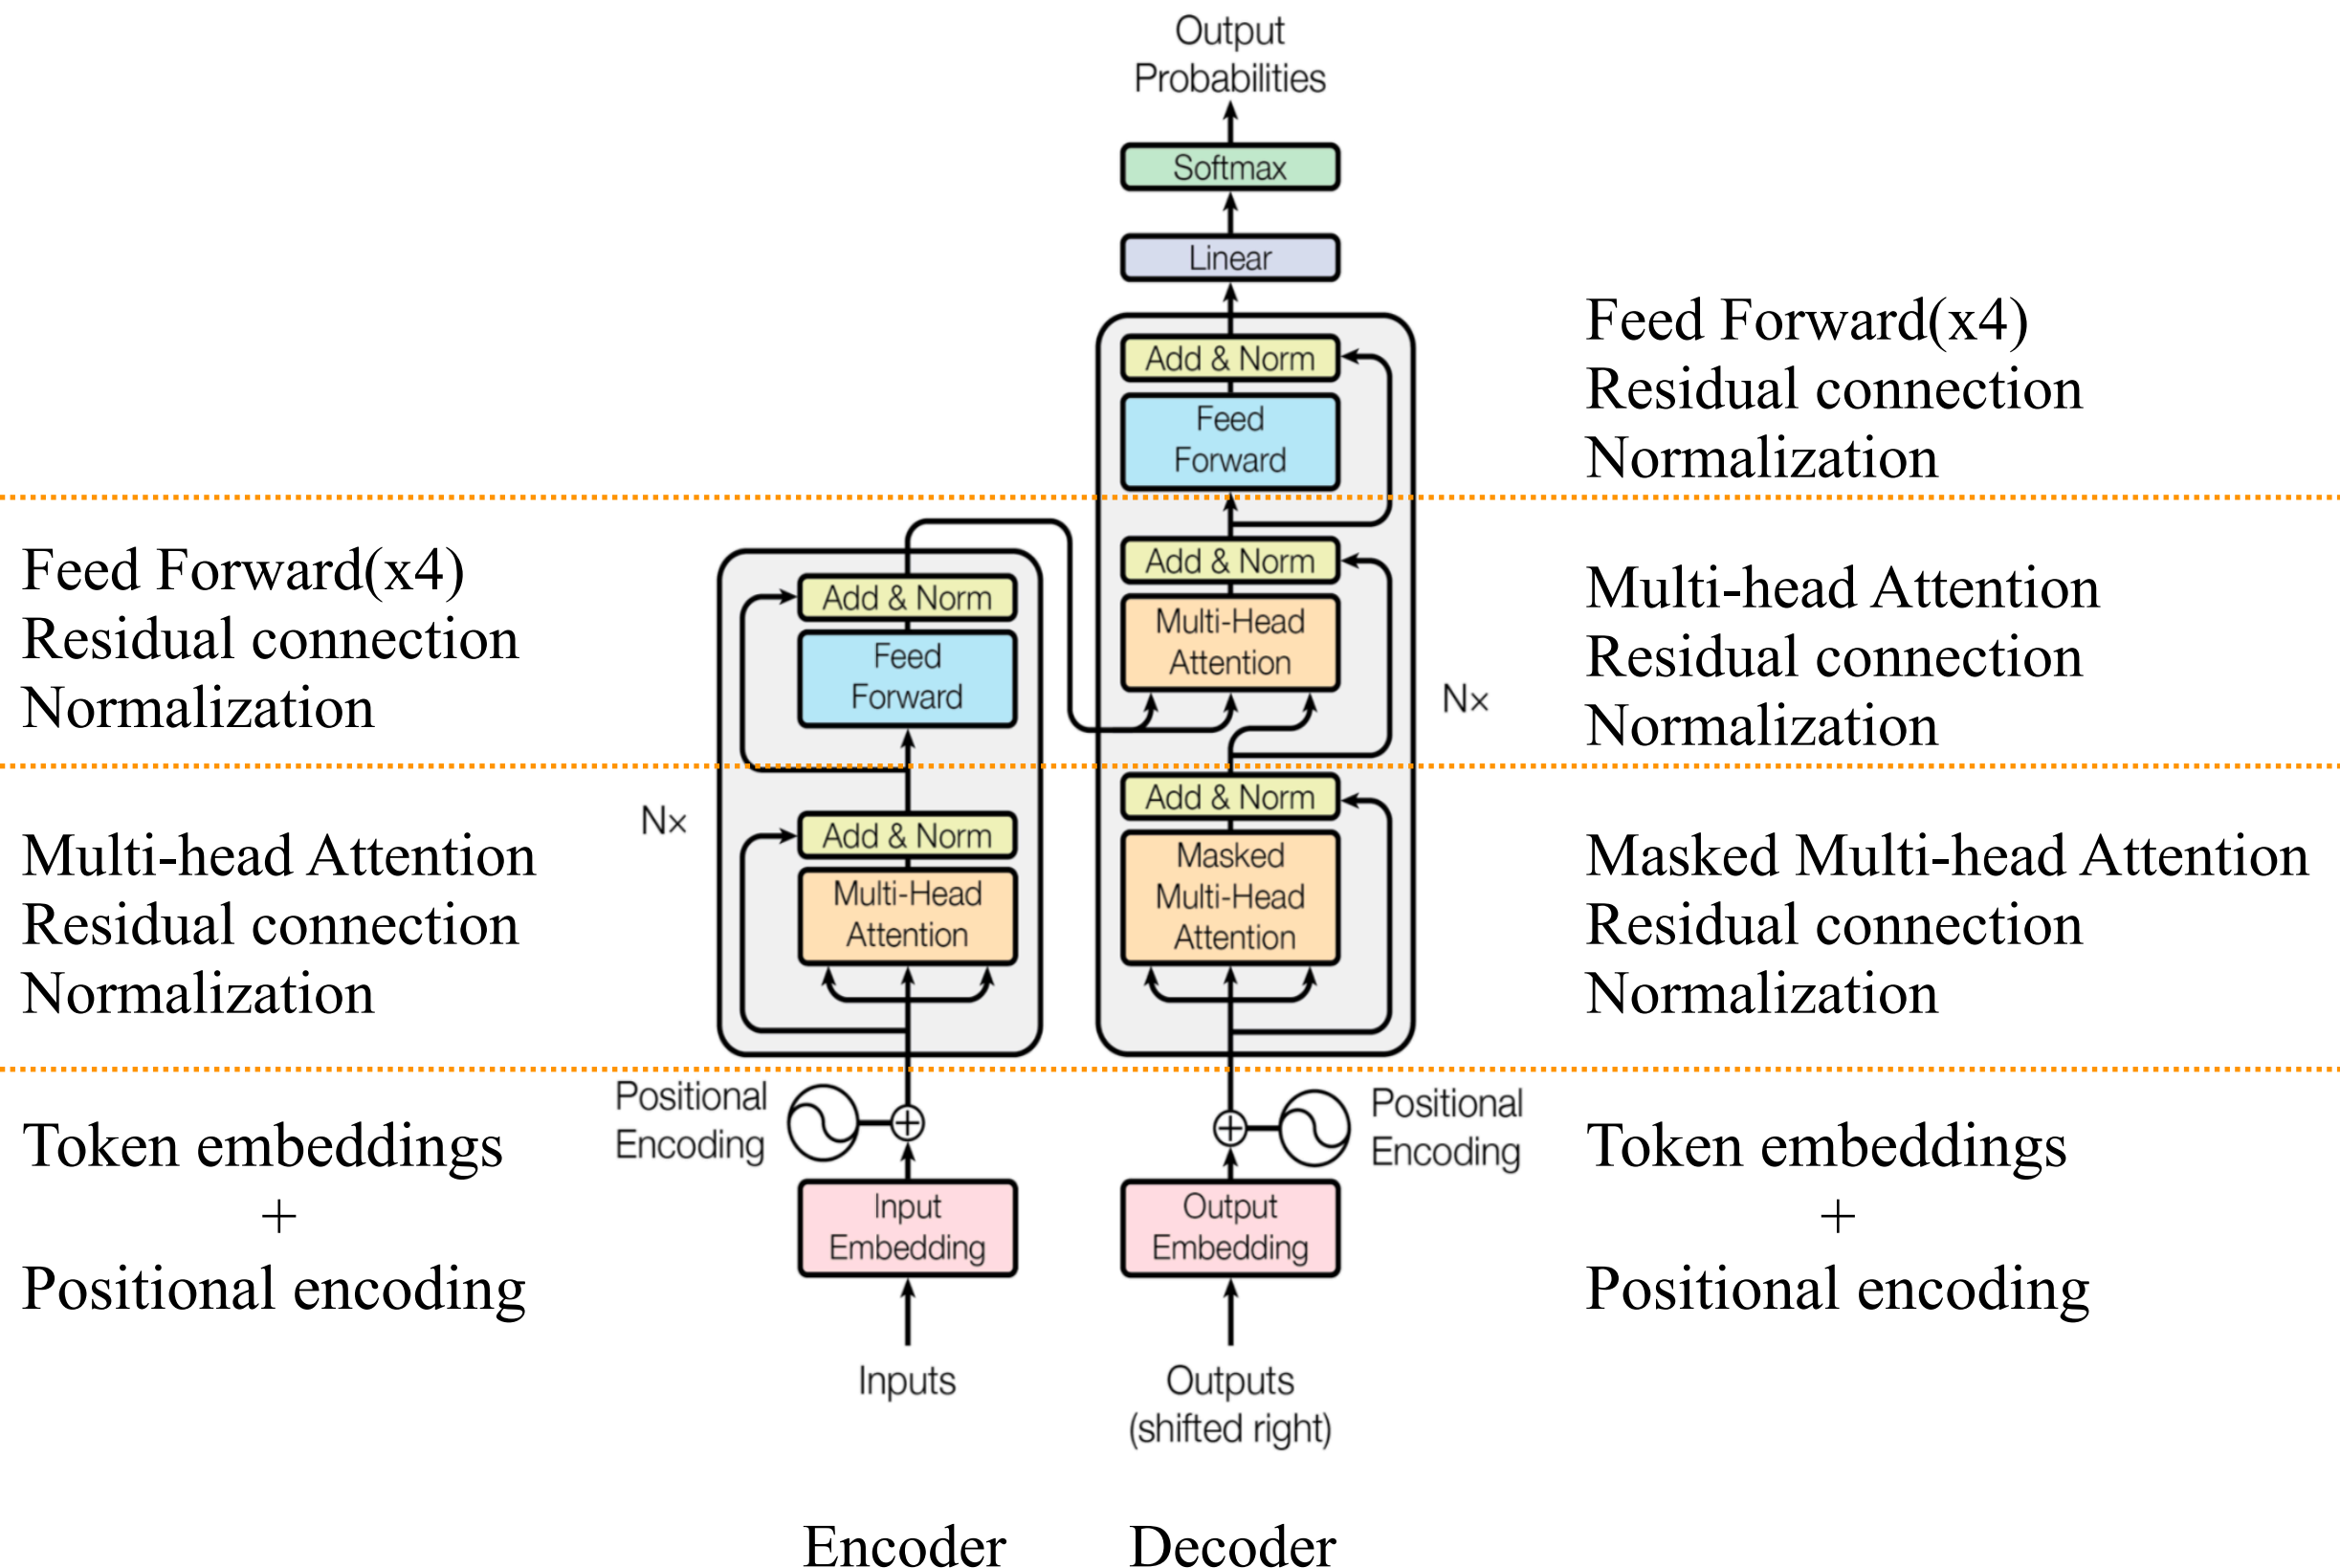 Output
Probabilities
Softmax
Linear
Add & Norm
Feed
Forward
Add & Norm
Multi-Head
Attention
Nx
Add & Norm
Masked
Multi-Head
Attention
Feed Forward(x4)
Residual connection
Normalization
Multi-head Attention
Residual connection
Normalization
Masked Multi-head Attention
Residual connection
Normalization
Feed Forward(x4)
Residual connection
Normalization
Add & Norm
Feed
Forward
Nx
Add & Norm
Multi-Head
Attention
Multi-head Attention
Residual connection
Normalization
Token embeddings
+
Positional encoding
Positional
Encoding
Input
Embedding
Inputs
Output
Embedding
Outputs
(shifted right)
Positional
Encoding
Token embeddings
+
Positional encoding
Encoder
Decoder